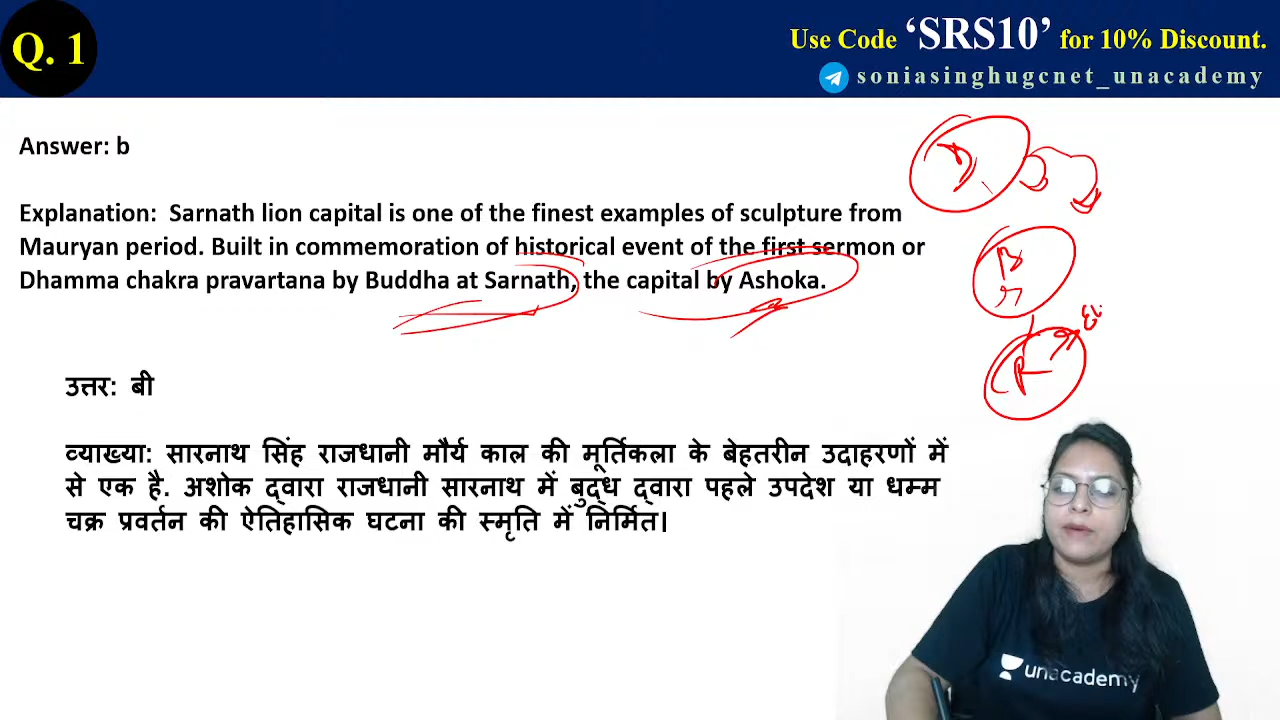 Q. 1
Use Code ‘SRS10’ for 10% Discount.
soniasinghugcnet_unacademy
Answer: b
Explanation: Sarnath lion capital is one of the finest examples of sculpture from
Mauryan period. Built in commemoration of historical event of the first sermon or
Dhamma chakra pravartana by Buddha at Sarnath, the capital by Ashoka.
उत्तर: बी
व्याख्या: सारनाथ सिंह राजधानी मौर्य काल की मूर्तिकला के बेहतरीन उदाहरणों में
से एक है. अशोक द्वारा राजधानी सारनाथ में बुद्ध द्वारा पहले उपदेश या धम्म
चक्र प्रवर्तन की ऐतिहासिक घटना की स्मृति में निर्मित।
unacademy